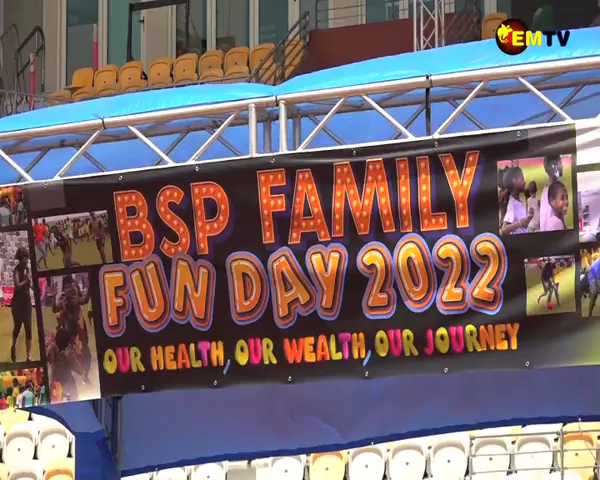 EMTV
BSP FAMILY
FUN DAY 2022
OUR HEALTH, OUR WEALTH, OUR JOURNEY